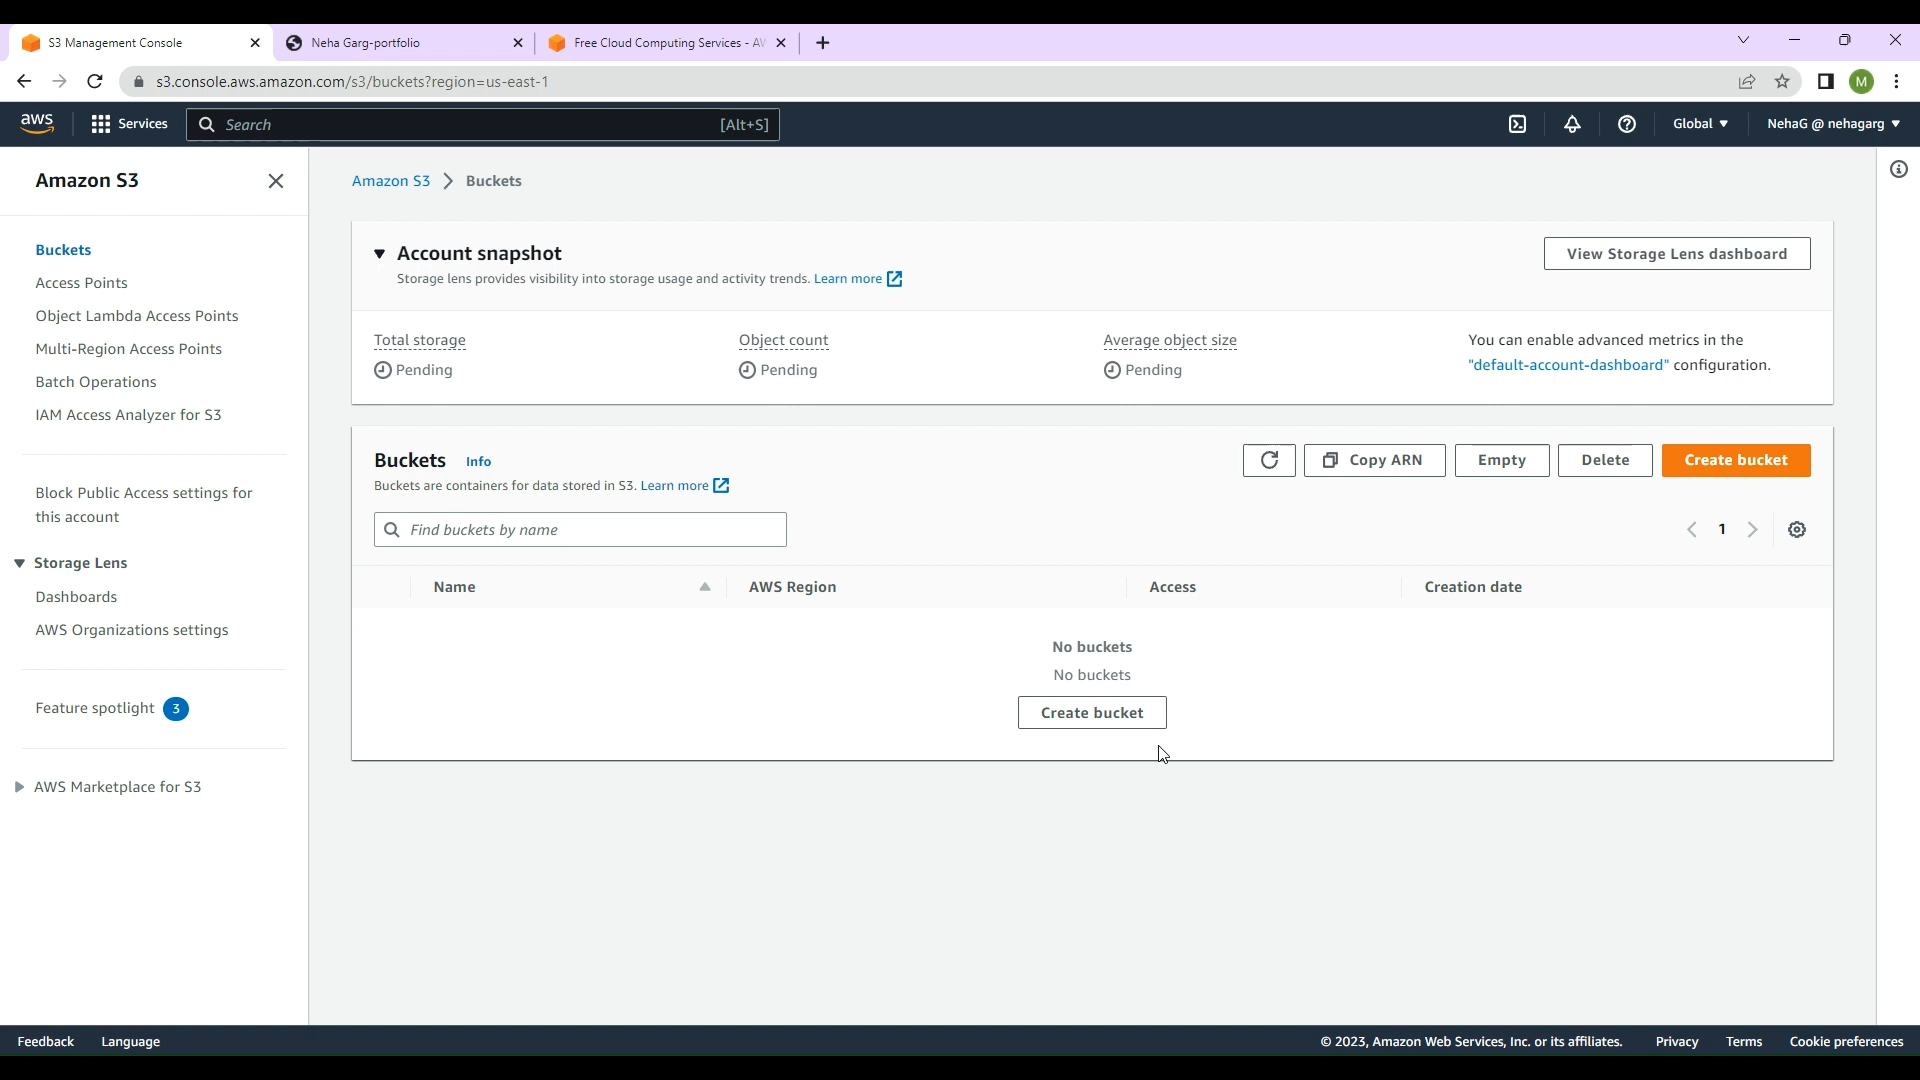 S3 Management Console
Neha Garg-portfolio
Free Cloud Computing Services - AW
s3.console.aws.amazon.com/s3/buckets?region=us-east-1
M
aws
Services
Search
[Alt+S]
Global
NehaG @ nehagarg
Amazon S3
Buckets
Access Points
Object Lambda Access Points
Multi-Region Access Points
Batch Operations
IAM Access Analyzer for S3
Block Public Access settings for
this account
Storage Lens
Dashboards
AWS Organizations settings
Feature spotlight 3
AWS Marketplace for S3
Amazon S3 > Buckets
Account snapshot
Storage lens provides visibility into storage usage and activity trends. Learn more
View Storage Lens dashboard
Total storage
Pending
Object count
Pending
Average object size
Pending
You can enable advanced metrics in the
"default-account-dashboard" configuration.
Buckets Info
Buckets are containers for data stored in S3. Learn more
Copy ARN
Empty
Delete
Create bucket
Find buckets by name
1
Name
AWS Region
Access
Creation date
No buckets
No buckets
Create bucket
Feedback
Language
© 2023, Amazon Web Services, Inc. or its affiliates.
Privacy
Terms
Cookie preferences